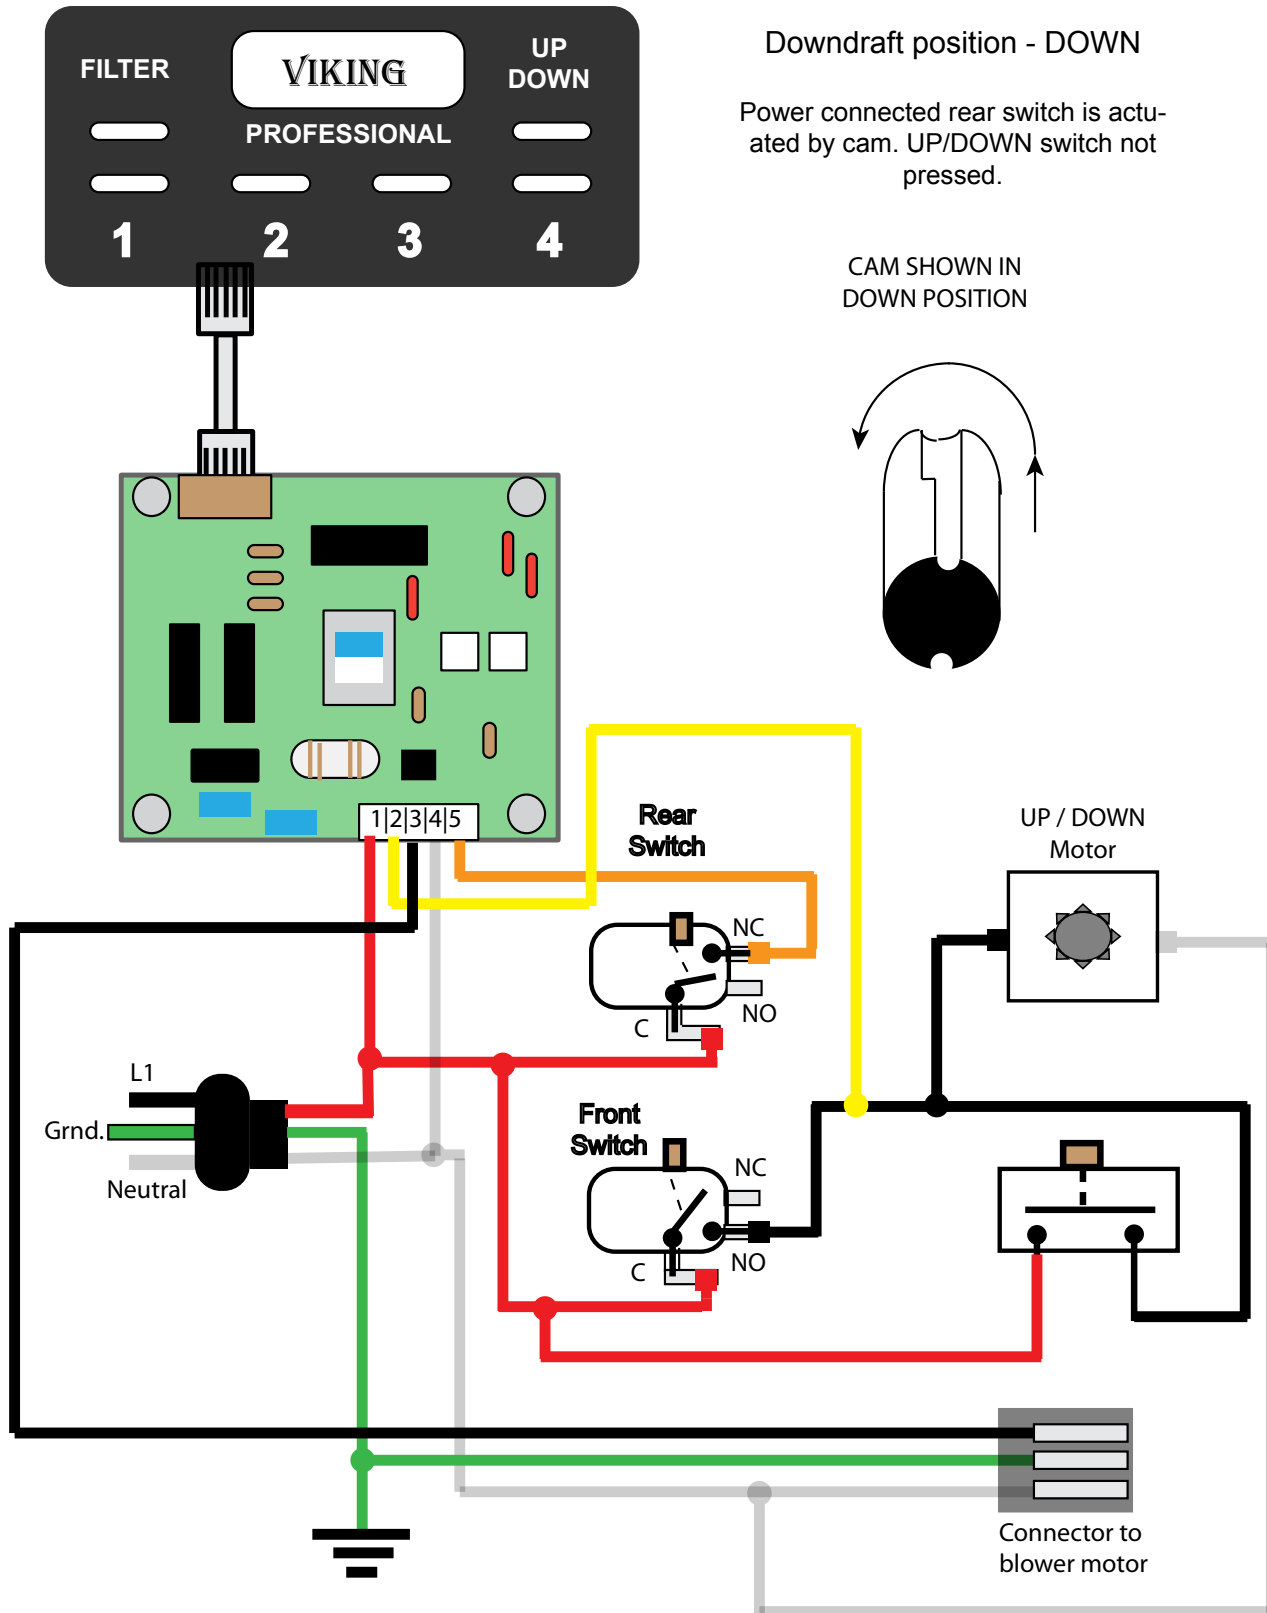 FILTER
VIKING
UP
DOWN
PROFESSIONAL
1 2 3 4
Downdraft position - DOWN
Power connected rear switch is actu-
ated by cam. UP/DOWN switch not
pressed.
CAM SHOWN IN
DOWN POSITION
1|2|3|4|5
Rear
Switch
NC
NO
C
UP / DOWN
Motor
L1
Grnd.
Neutral
Front
Switch
NC
NO
C
Connector to
blower motor